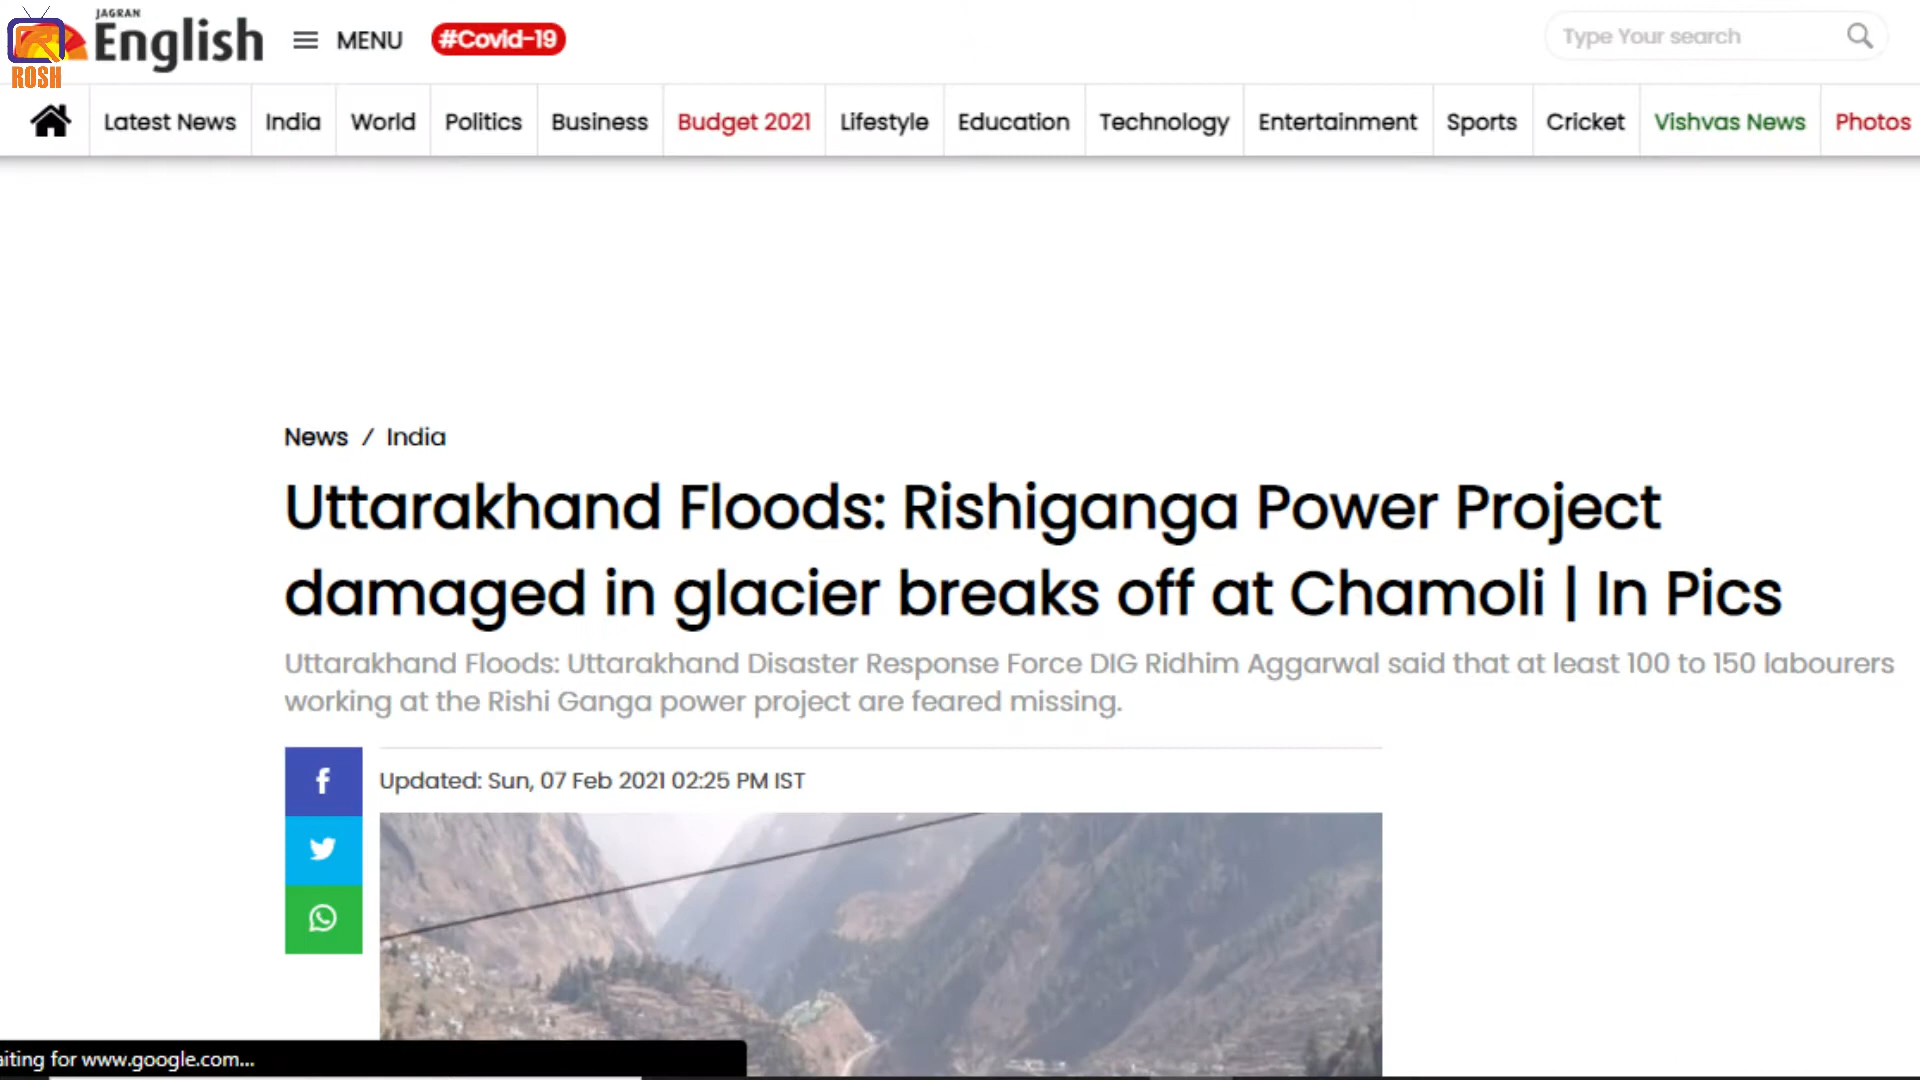 JAGRAN
English
ROSH
MENU
#Covid-19
Type Your search
Latest News India World Politics Business Budget 2021 Lifestyle Education Technology Entertainment Sports Cricket Vishvas News Photos
News / India
Uttarakhand Floods: Rishiganga Power Project
damaged in glacier breaks off at Chamoli | In Pics
Uttarakhand Floods: Uttarakhand Disaster Response Force DIG Ridhim Aggarwal said that at least 100 to 150 labourers
working at the Rishi Ganga power project are feared missing.
Updated: Sun, 07 Feb 2021 02:25 PM IST
aiting for www.google.com...